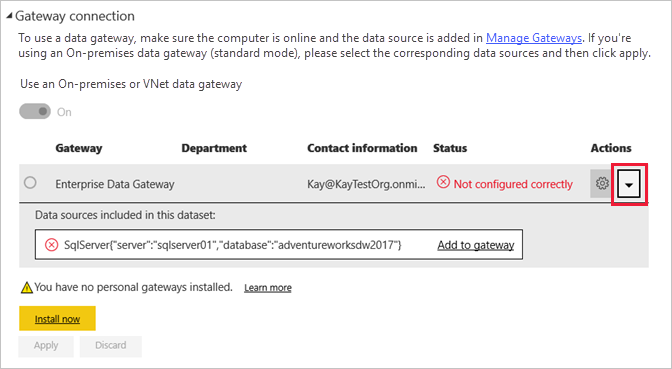 Gateway connection
To use a data gateway, make sure the computer is online and the data source is added in Manage Gateways. If you're
using an On-premises data gateway (standard mode), please select the corresponding data sources and then click apply.
Use an On-premises or VNet data gateway
On
Gateway Department Contact information Status Actions
Enterprise Data Gateway Kay@KayTestOrg.onmi... Not configured correctly
Data sources included in this dataset:
SqlServer{"server":"sqlserver01","database":"adventureworksdw2017"} Add to gateway
You have no personal gateways installed. Learn more
Install now
Apply Discard